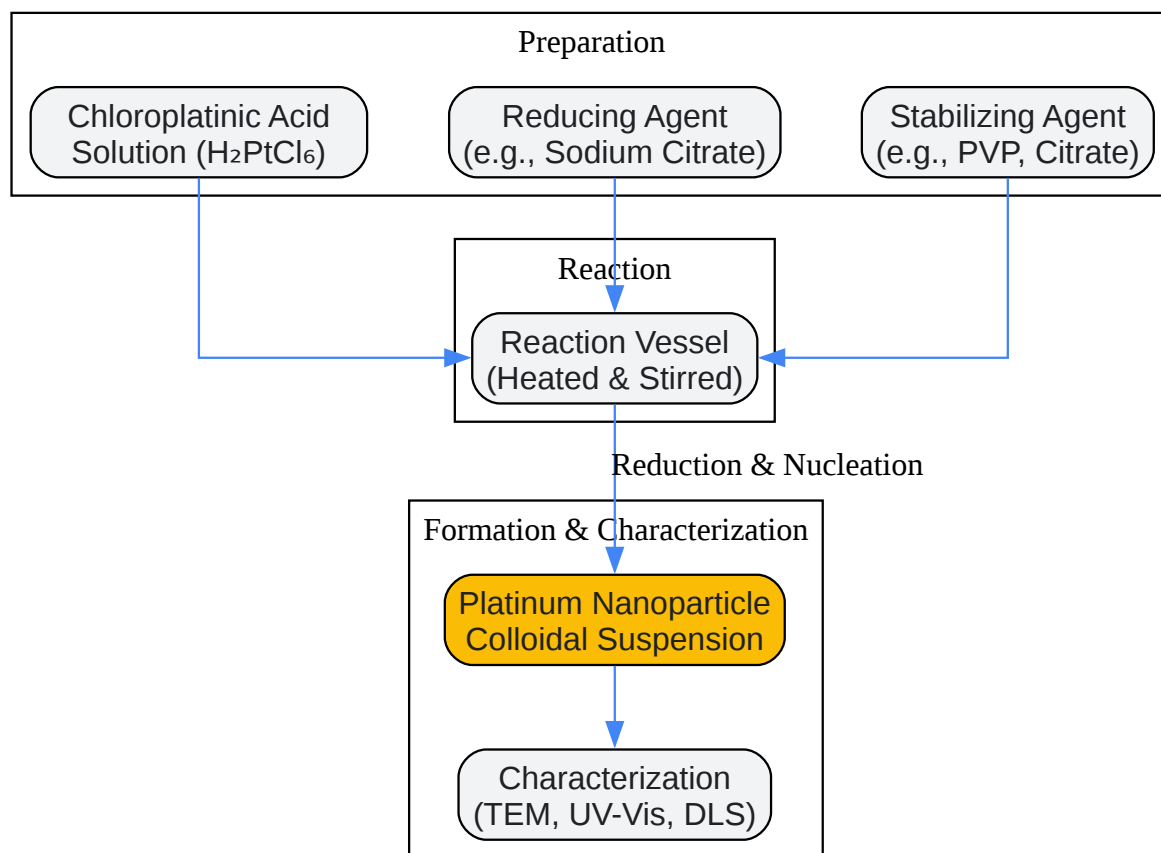 Preparation
Chloroplatinic Acid
Solution (H₂PtCl₆)
Reducing Agent
(e.g., Sodium Citrate)
Stabilizing Agent
(e.g., PVP, Citrate)
Reaction
Reaction Vessel
(Heated & Stirred)
Reduction & Nucleation
Formation & Characterization
Platinum Nanoparticle
Colloidal Suspension
Characterization
(TEM, UV-Vis, DLS)